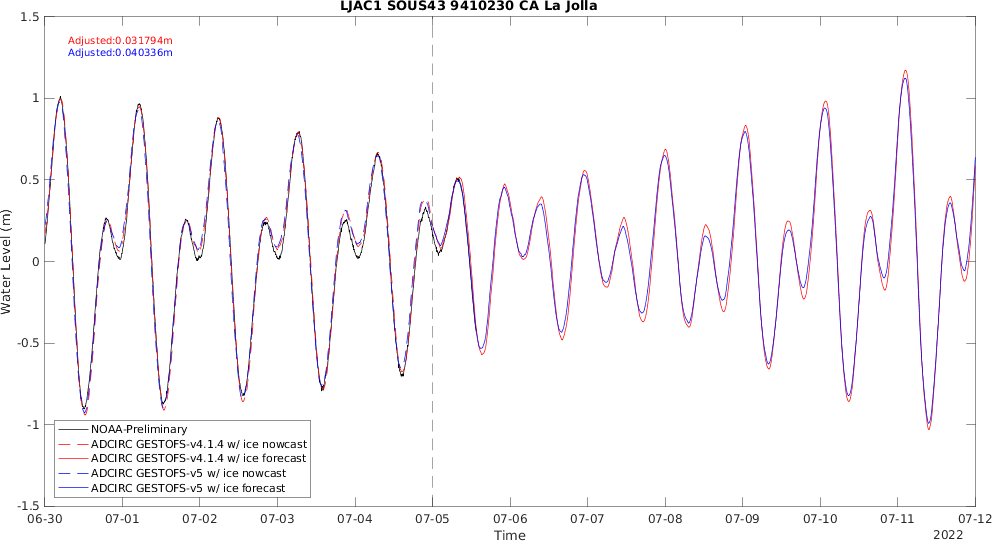 LJAC1 SOUS43 9410230 CA La Jolla
Adjusted:0.031794m
Adjusted:0.040336m
1.5
1
0.5
0
-0.5
-1
-1.5
Water Level (m)
NOAA-Preliminary
ADCIRC GESTOFS-v4.1.4 w/ ice nowcast
ADCIRC GESTOFS-v4.1.4 w/ ice forecast
ADCIRC GESTOFS-v5 w/ ice nowcast
ADCIRC GESTOFS-v5 w/ ice forecast
06-30 07-01 07-02 07-03 07-04 07-05 07-06 07-07 07-08 07-09 07-10 07-11 07-12
Time
2022